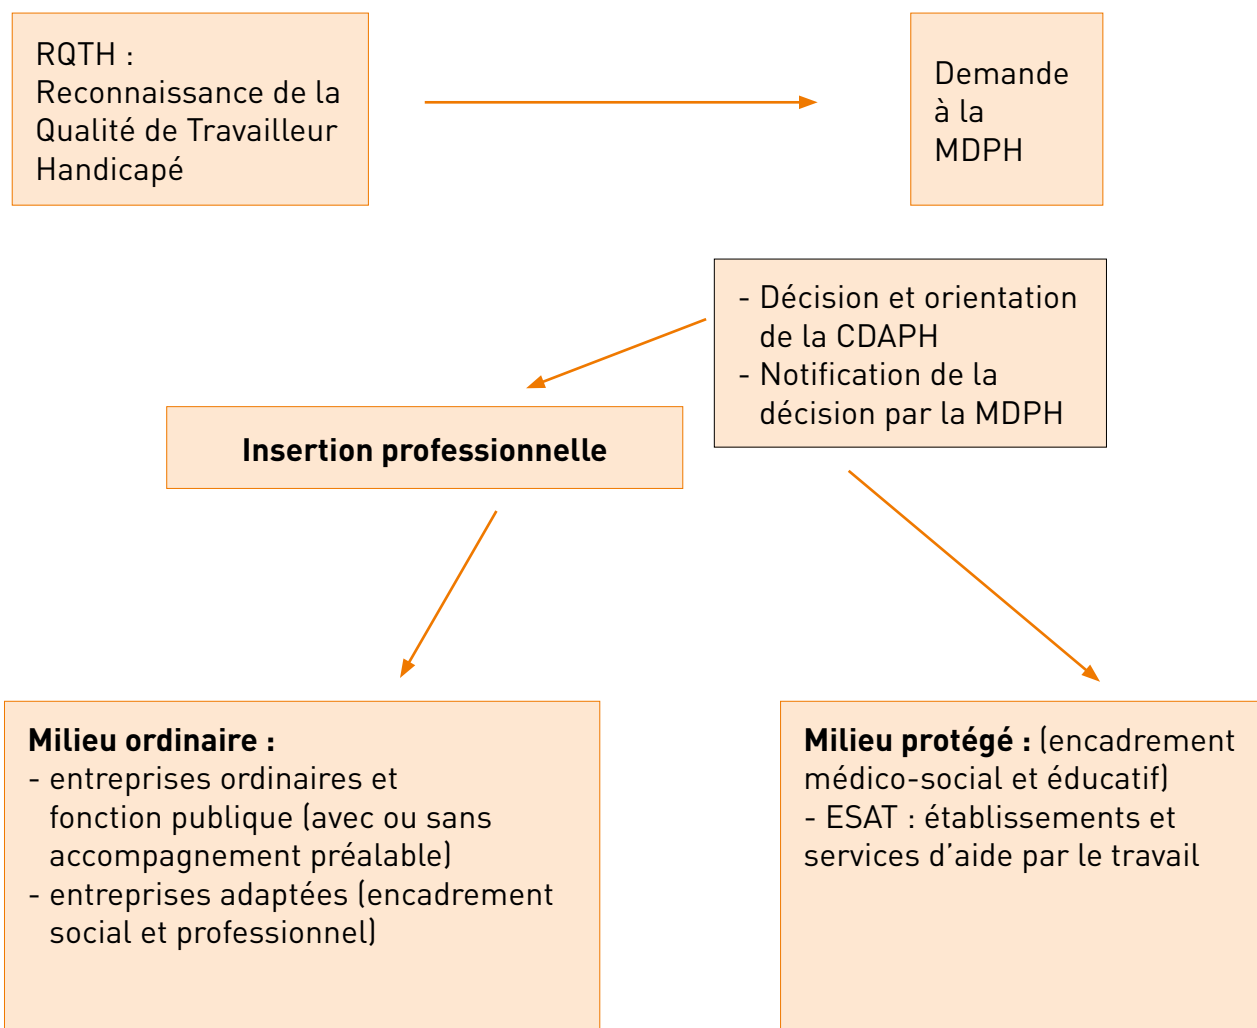 RQTH :
Reconnaissance de la
Qualité de Travailleur
Handicapé
Demande
à la
MDPH
- Décision et orientation
de la CDAPH
- Notification de la
décision par la MDPH
Insertion professionnelle
Milieu ordinaire :
- entreprises ordinaires et
fonction publique (avec ou sans
accompagnement préalable)
- entreprises adaptées (encadrement
social et professionnel)
Milieu protégé : (encadrement
médico-social et éducatif)
- ESAT : établissements et
services d’aide par le travail